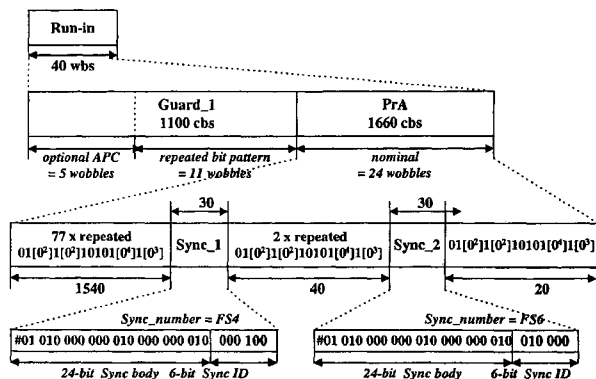 Run-in
40 wbs
Guard_1
1100 cbs
PrA
1660 cbs
optional APC
= 5 wobbles
repeated bit pattern
= 11 wobbles
nominal
= 24 wobbles
30
30
77 x repeated
01[0²]1[0²]10101[0⁴]1[0³]
Sync_1
2 x repeated
01[0²]1[0²]10101[0⁴]1[0³]
Sync_2
01[0²]1[0²]10101[0⁴]1[0³]
1540
40
20
Sync_number = FS4
Sync_number = FS6
#01 010 000 000 010 000 000 010
000 100
#01 010 000 000 010 000 000 010
010 000
24-bit Sync body
6-bit Sync ID
24-bit Sync body
6-bit Sync ID